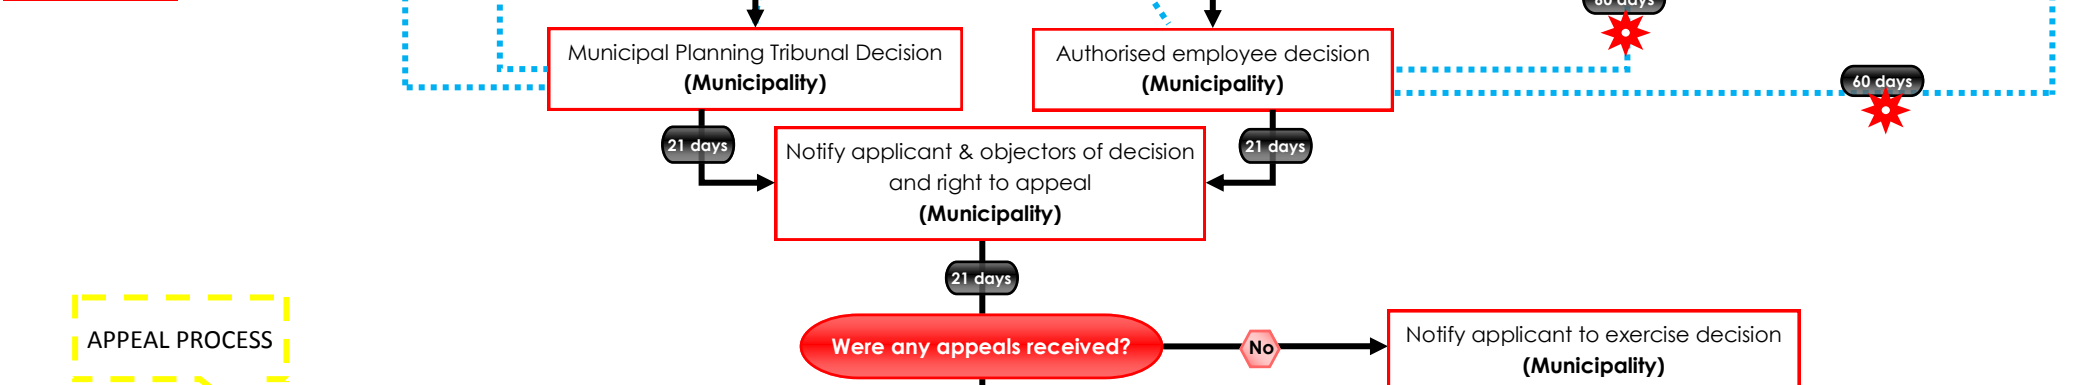 60 days
Municipal Planning Tribunal Decision
(Municipality)
Authorised employee decision
(Municipality)
60 days
21 days
Notify applicant & objectors of decision
and right to appeal
(Municipality)
21 days
21 days
APPEAL PROCESS
Were any appeals received?
No
Notify applicant to exercise decision
(Municipality)